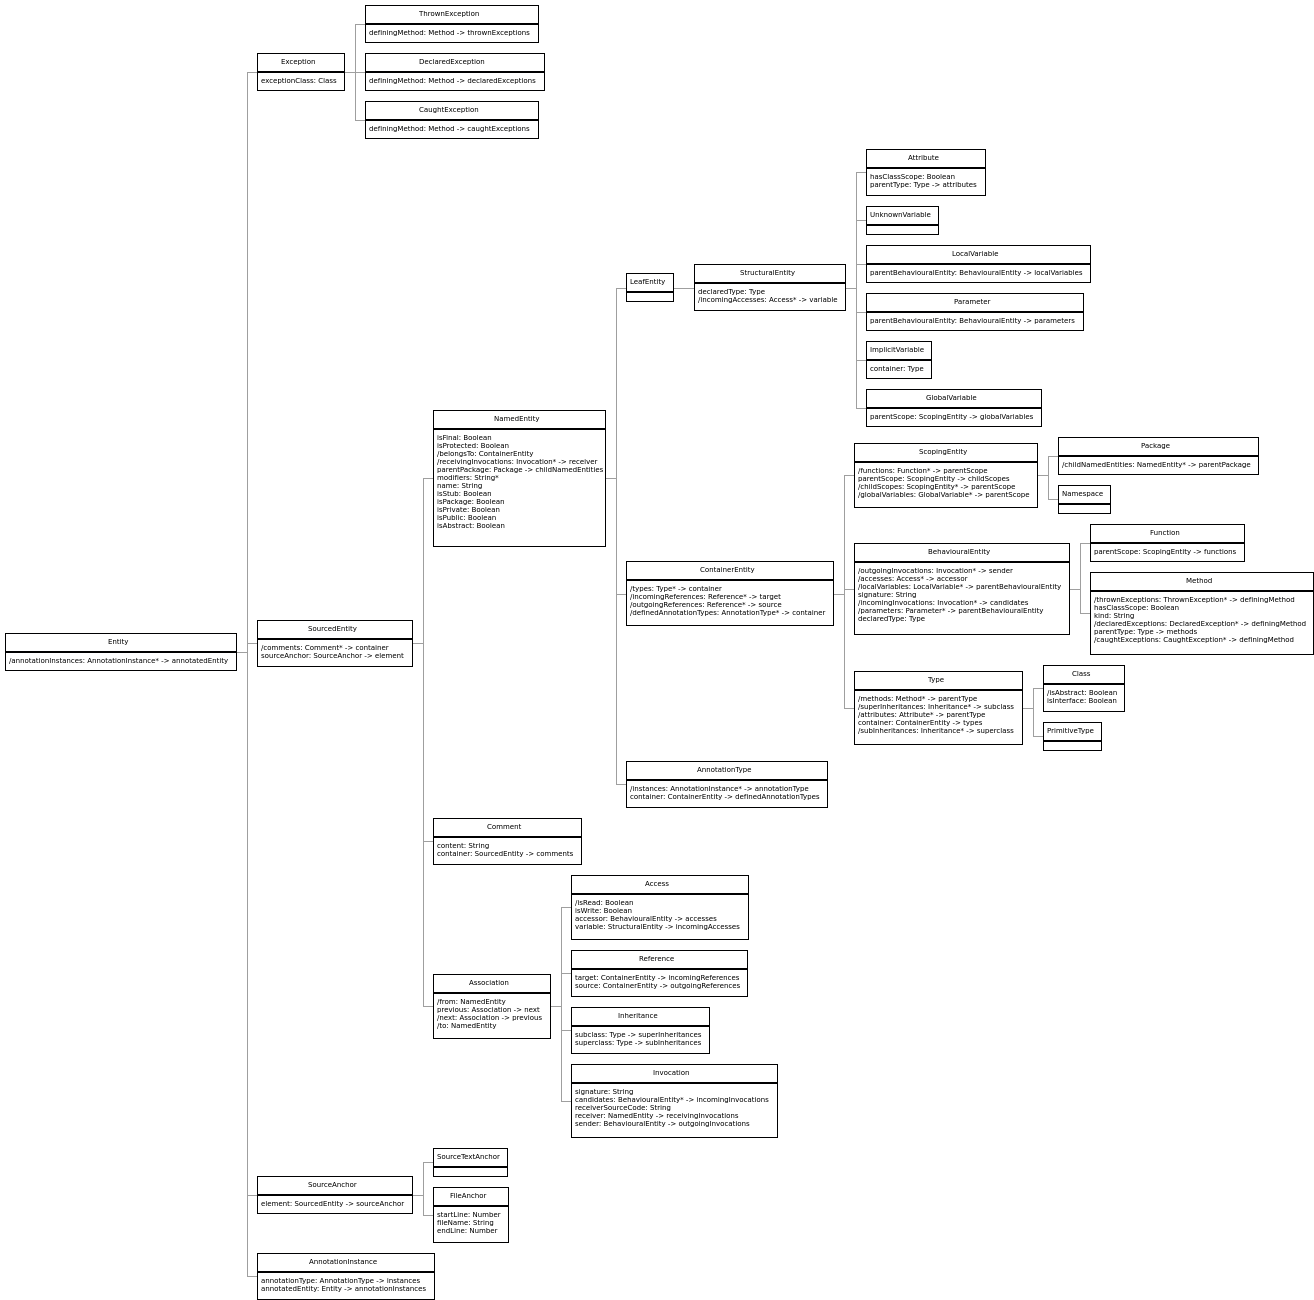 ThrownException
definingMethod: Method -> thrownExceptions
Exception
exceptionClass: Class
DeclaredException
definingMethod: Method -> declaredExceptions
CaughtException
definingMethod: Method -> caughtExceptions
Attribute
hasClassScope: Boolean
parentType: Type -> attributes
UnknownVariable
LocalVariable
parentBehaviouralEntity: BehaviouralEntity -> localVariables
LeafEntity
StructuralEntity
declaredType: Type
/incomingAccesses: Access* -> variable
Parameter
parentBehaviouralEntity: BehaviouralEntity -> parameters
ImplicitVariable
container: Type
GlobalVariable
parentScope: ScopingEntity -> globalVariables
NamedEntity
isFinal: Boolean
isProtected: Boolean
/belongsTo: ContainerEntity
/receivingInvocations: Invocation* -> receiver
parentPackage: Package -> childNamedEntities
modifiers: String*
name: String
isStub: Boolean
isPackage: Boolean
isPrivate: Boolean
isPublic: Boolean
isAbstract: Boolean
ScopingEntity
/functions: Function* -> parentScope
parentScope: ScopingEntity -> childScopes
/childScopes: ScopingEntity* -> parentScope
/globalVariables: GlobalVariable* -> parentScope
Package
/childNamedEntities: NamedEntity* -> parentPackage
Namespace
Function
parentScope: ScopingEntity -> functions
BehaviouralEntity
/outgoingInvocations: Invocation* -> sender
/accesses: Access* -> accessor
/localVariables: LocalVariable* -> parentBehaviouralEntity
signature: String
/incomingInvocations: Invocation* -> candidates
/parameters: Parameter* -> parentBehaviouralEntity
declaredType: Type
Method
/thrownExceptions: ThrownException* -> definingMethod
hasClassScope: Boolean
kind: String
/declaredExceptions: DeclaredException* -> definingMethod
parentType: Type -> methods
/caughtExceptions: CaughtException* -> definingMethod
ContainerEntity
/types: Type* -> container
/incomingReferences: Reference* -> target
/outgoingReferences: Reference* -> source
/definedAnnotationTypes: AnnotationType* -> container
Entity
/annotationInstances: AnnotationInstance* -> annotatedEntity
SourcedEntity
/comments: Comment* -> container
sourceAnchor: SourceAnchor -> element
Type
/methods: Method* -> parentType
/superInheritances: Inheritance* -> subclass
/attributes: Attribute* -> parentType
container: ContainerEntity -> types
/subInheritances: Inheritance* -> superclass
Class
/isAbstract: Boolean
isInterface: Boolean
PrimitiveType
AnnotationType
/instances: AnnotationInstance* -> annotationType
container: ContainerEntity -> definedAnnotationTypes
Comment
content: String
container: SourcedEntity -> comments
Access
/isRead: Boolean
isWrite: Boolean
accessor: BehaviouralEntity -> accesses
variable: StructuralEntity -> incomingAccesses
Reference
target: ContainerEntity -> incomingReferences
source: ContainerEntity -> outgoingReferences
Association
/from: NamedEntity
previous: Association -> next
/next: Association -> previous
/to: NamedEntity
Inheritance
subclass: Type -> superInheritances
superclass: Type -> subInheritances
Invocation
signature: String
candidates: BehaviouralEntity* -> incomingInvocations
receiverSourceCode: String
receiver: NamedEntity -> receivingInvocations
sender: BehaviouralEntity -> outgoingInvocations
SourceTextAnchor
SourceAnchor
element: SourcedEntity -> sourceAnchor
FileAnchor
startLine: Number
fileName: String
endLine: Number
AnnotationInstance
annotationType: AnnotationType -> instances
annotatedEntity: Entity -> annotationInstances